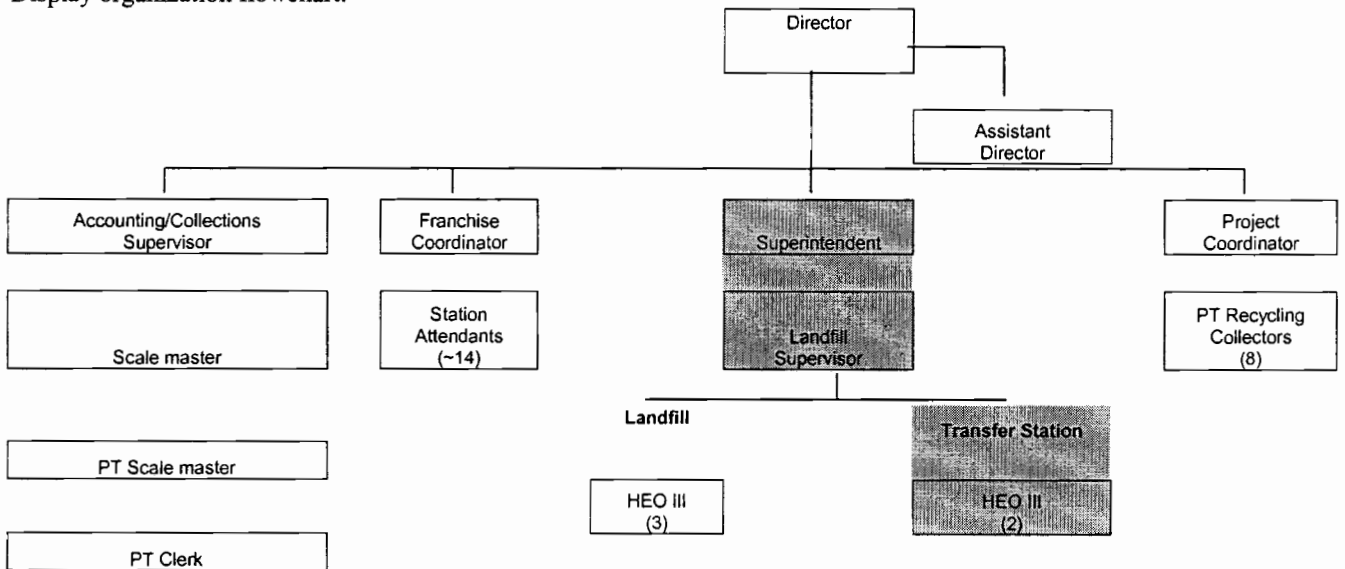 Display organization flowchart.
Director
Assistant
Director
Accounting/Collections
Supervisor
Franchise
Coordinator
Superintendent
Project
Coordinator
Scale master
Station
Attendants
(~14)
Landfill
Supervisor
PT Recycling
Collectors
(8)
Landfill
Transfer Station
PT Scale master
HEO III
(3)
HEO III
(2)
PT Clerk